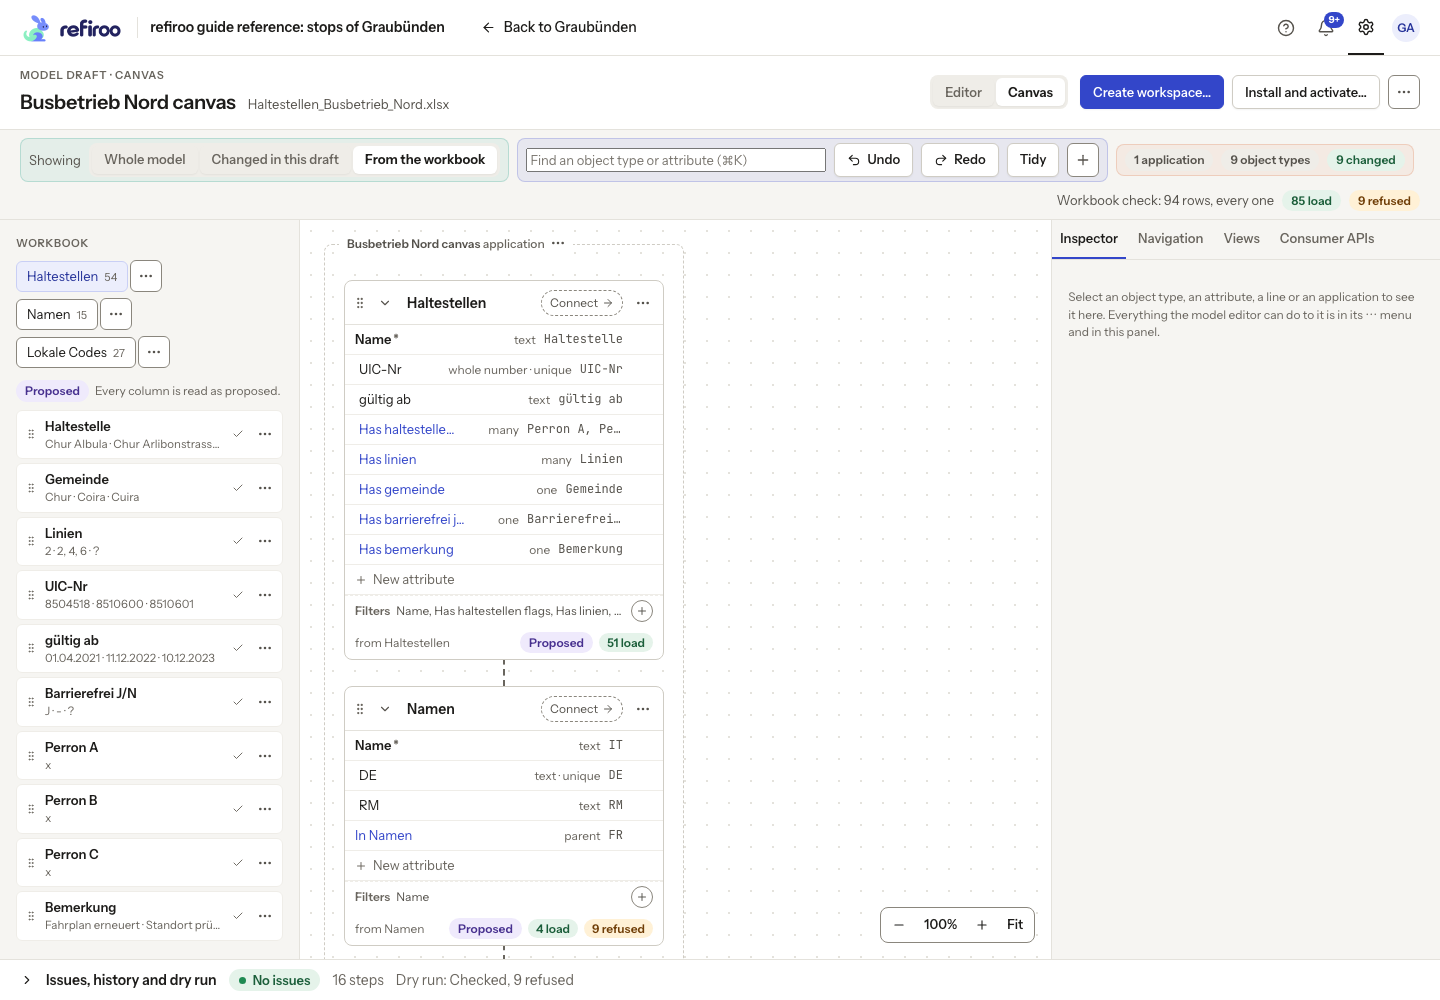 refiroo
refiroo guide reference: stops of Graubünden
← Back to Graubünden
9+
GA
MODEL DRAFT · CANVAS
Busbetrieb Nord canvas
Haltestellen_Busbetrieb_Nord.xlsx
Editor
Canvas
Create workspace...
Install and activate...
Showing
Whole model
Changed in this draft
From the workbook
Find an object type or attribute (⌘K)
Undo
Redo
Tidy
1 application
9 object types
9 changed
Workbook check: 94 rows, every one
85 load
9 refused
WORKBOOK
Haltestellen 54
Namen 15
Lokale Codes 27
Proposed Every column is read as proposed.
Haltestelle
Chur Albula · Chur Arlibonstrass...
Gemeinde
Chur · Coira · Cuira
Linien
2 · 2, 4, 6 · ?
UIC-Nr
8504518 · 8510600 · 8510601
gültig ab
01.04.2021 · 11.12.2022 · 10.12.2023
Barrierefrei J/N
J · - · ?
Perron A
x
Perron B
x
Perron C
x
Bemerkung
Fahrplan erneuert · Standort prü...
Busbetrieb Nord canvas application
Haltestellen
Connect →
Name * text Haltestelle
UIC-Nr whole number · unique UIC-Nr
gültig ab text gültig ab
Has haltestelle... many Perron A, Pe...
Has linien many Linien
Has gemeinde one Gemeinde
Has barrierefrei j... one Barrierefrei...
Has bemerkung one Bemerkung
+ New attribute
Filters Name, Has haltestellen flags, Has linien, ...
from Haltestellen Proposed 51 load
Namen
Connect →
Name * text IT
DE text · unique DE
RM text RM
In Namen parent FR
+ New attribute
Filters Name
from Namen Proposed 4 load 9 refused
− 100% + Fit
Inspector
Navigation
Views
Consumer APIs
Select an object type, an attribute, a line or an application to see
it here. Everything the model editor can do to it is in its ··· menu
and in this panel.
Issues, history and dry run
No issues
16 steps
Dry run: Checked, 9 refused